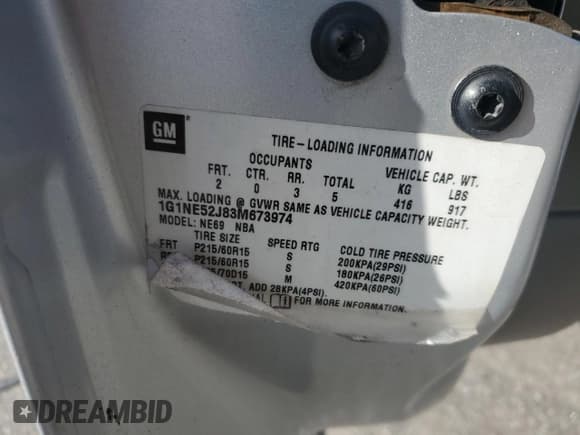 GM
TIRE-LOADING INFORMATION
OCCUPANTS VEHICLE CAP. WT.
FRT. CTR. RR. TOTAL KG LBS
2 0 3 5 416 917
MAX. LOADING @ GVWR SAME AS VEHICLE CAPACITY WEIGHT.
1G1NE52J83M673974
MODEL: NE69 NBA
TIRE SIZE SPEED RTG COLD TIRE PRESSURE
FRT P215/60R15 S 200KPA(29PSI)
P215/60R15 S 180KPA(26PSI)
/70D15 M 420KPA(60PSI)
ADD 28KPA(4PSI).
FOR MORE INFORMATION.
DREAMBID